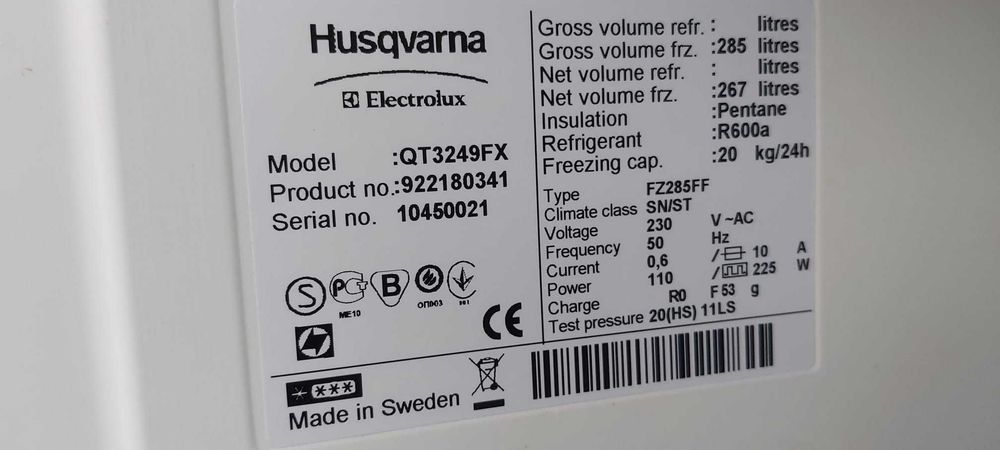 Husqvarna
Electrolux
Model :QT3249FX
Product no.:922180341
Serial no. 10450021
S
B
ME10
ОП003
CE
***
Made in Sweden
Gross volume refr. : litres
Gross volume frz. :285 litres
Net volume refr. : litres
Net volume frz. :267 litres
Insulation :Pentane
Refrigerant :R600a
Freezing cap. :20 kg/24h
Type FZ285FF
Climate class SN/ST
Voltage 230 V~AC
Frequency 50 Hz
Current 0,6 / 10 A
Power 110 / 225 W
Charge R0 F 53 g
Test pressure 20(HS) 11LS